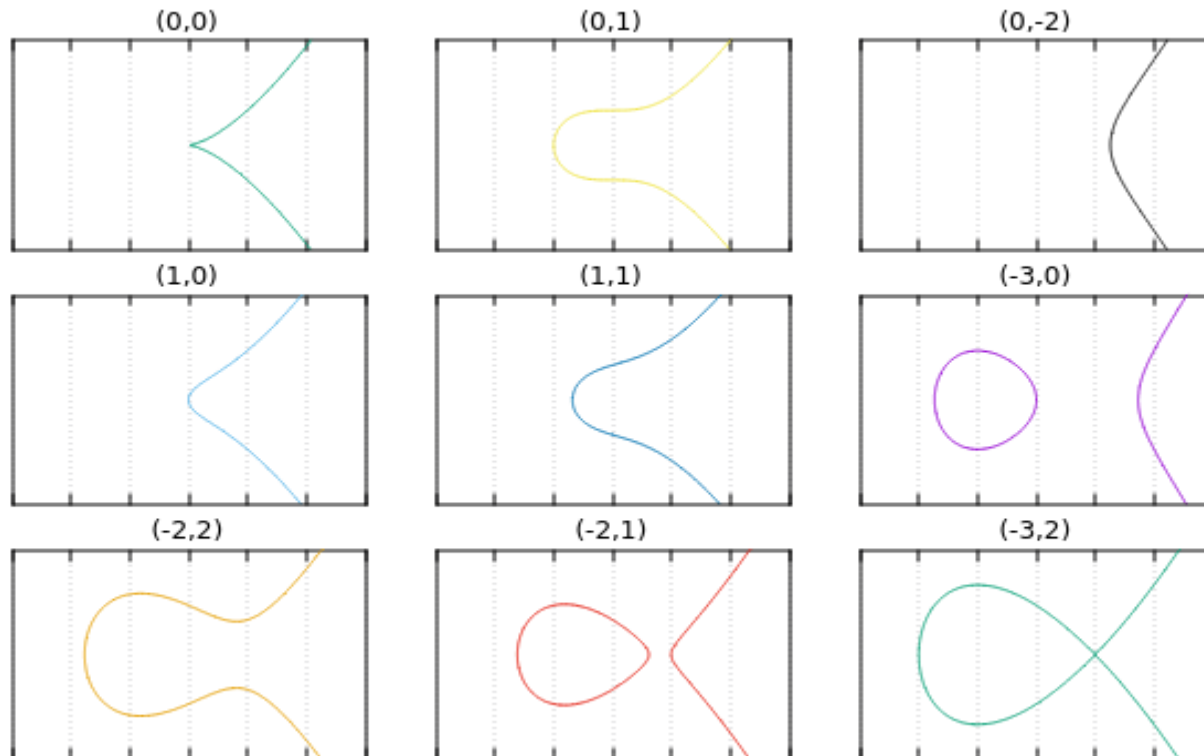 (0,0) (0,1) (0,-2)
(1,0) (1,1) (-3,0)
(-2,2) (-2,1) (-3,2)